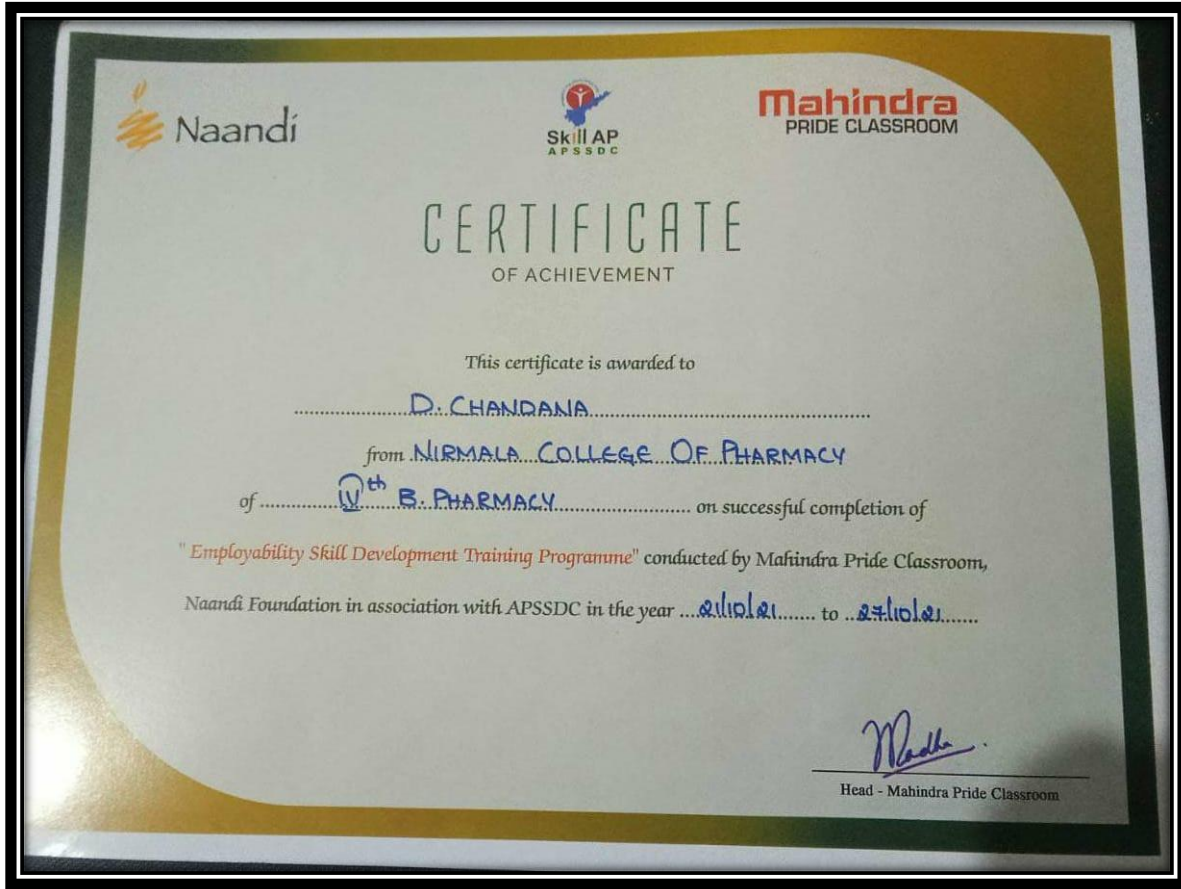 Naandi
Skill AP
APSSDC
Mahindra
PRIDE CLASSROOM
CERTIFICATE
OF ACHIEVEMENT
This certificate is awarded to
D. CHANDANA
from NIRMALA COLLEGE OF PHARMACY
of IVth B. PHARMACY on successful completion of
"Employability Skill Development Training Programme" conducted by Mahindra Pride Classroom,
Naandi Foundation in association with APSSDC in the year 21/10/21 to 27/10/21
Head - Mahindra Pride Classroom